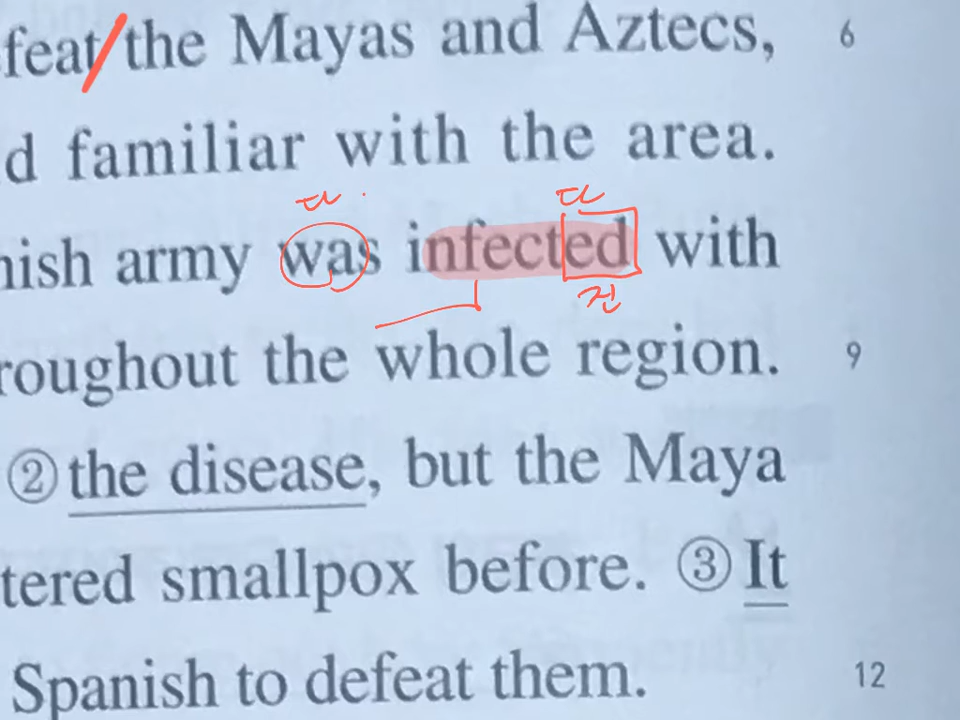 feat the Mayas and Aztecs, 6
d familiar with the area.
nish army was infected with
roughout the whole region. 9
② the disease, but the Maya
tered smallpox before. ③ It
Spanish to defeat them. 12